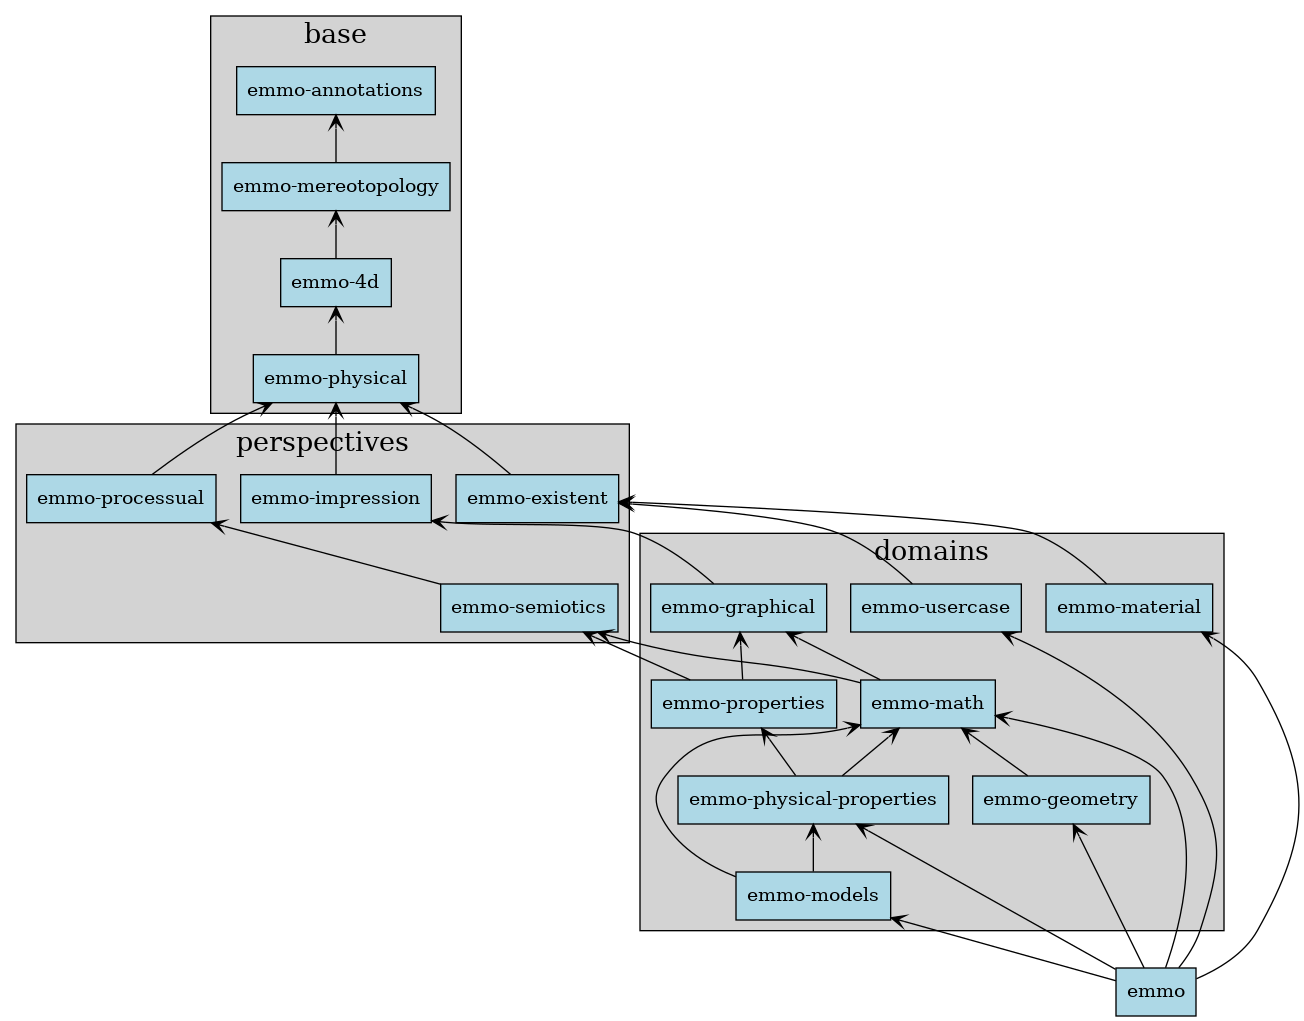 base
emmo-annotations
emmo-mereotopology
emmo-4d
emmo-physical
perspectives
emmo-processual
emmo-impression
emmo-existent
domains
emmo-semiotics
emmo-graphical
emmo-usercase
emmo-material
emmo-properties
emmo-math
emmo-physical-properties
emmo-geometry
emmo-models
emmo